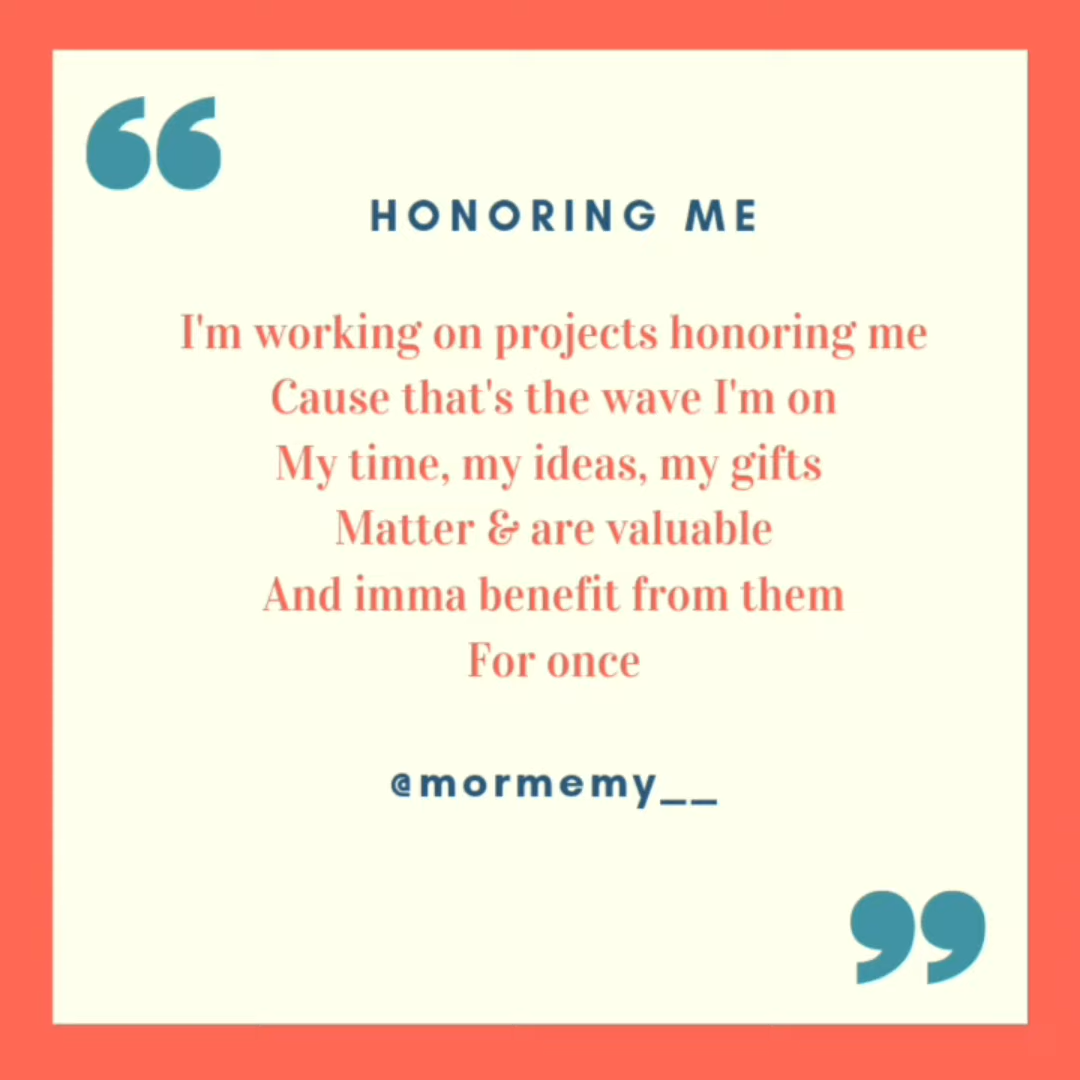 HONORING ME
I'm working on projects honoring me
Cause that's the wave I'm on
My time, my ideas, my gifts
Matter & are valuable
And imma benefit from them
For once
@mormemy__